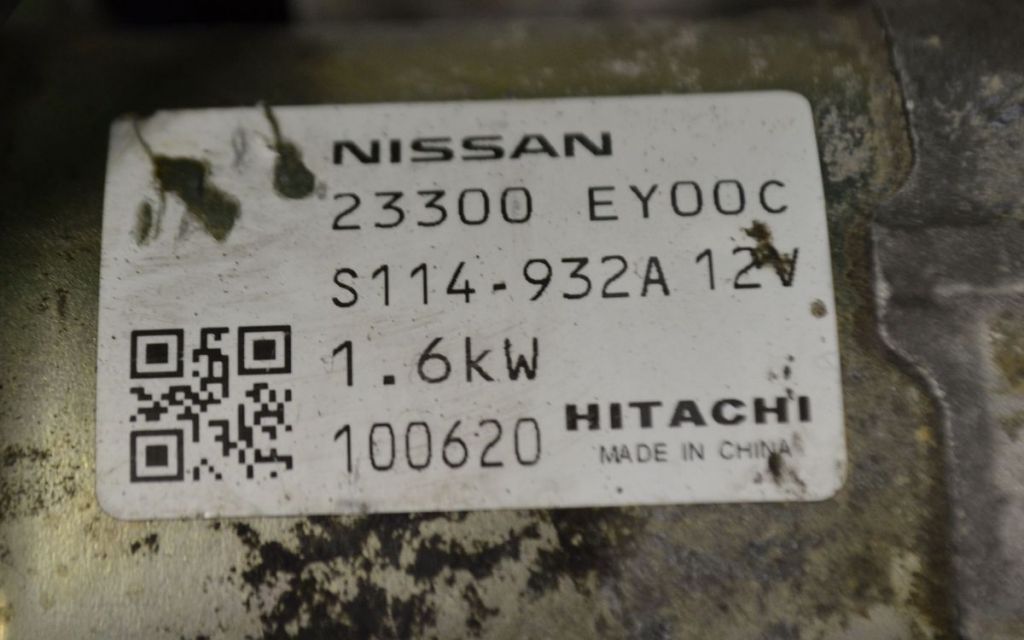 NISSAN
23300 EY00C
S114-932A 12V
1.6kW
100620 HITACHI
MADE IN CHINA